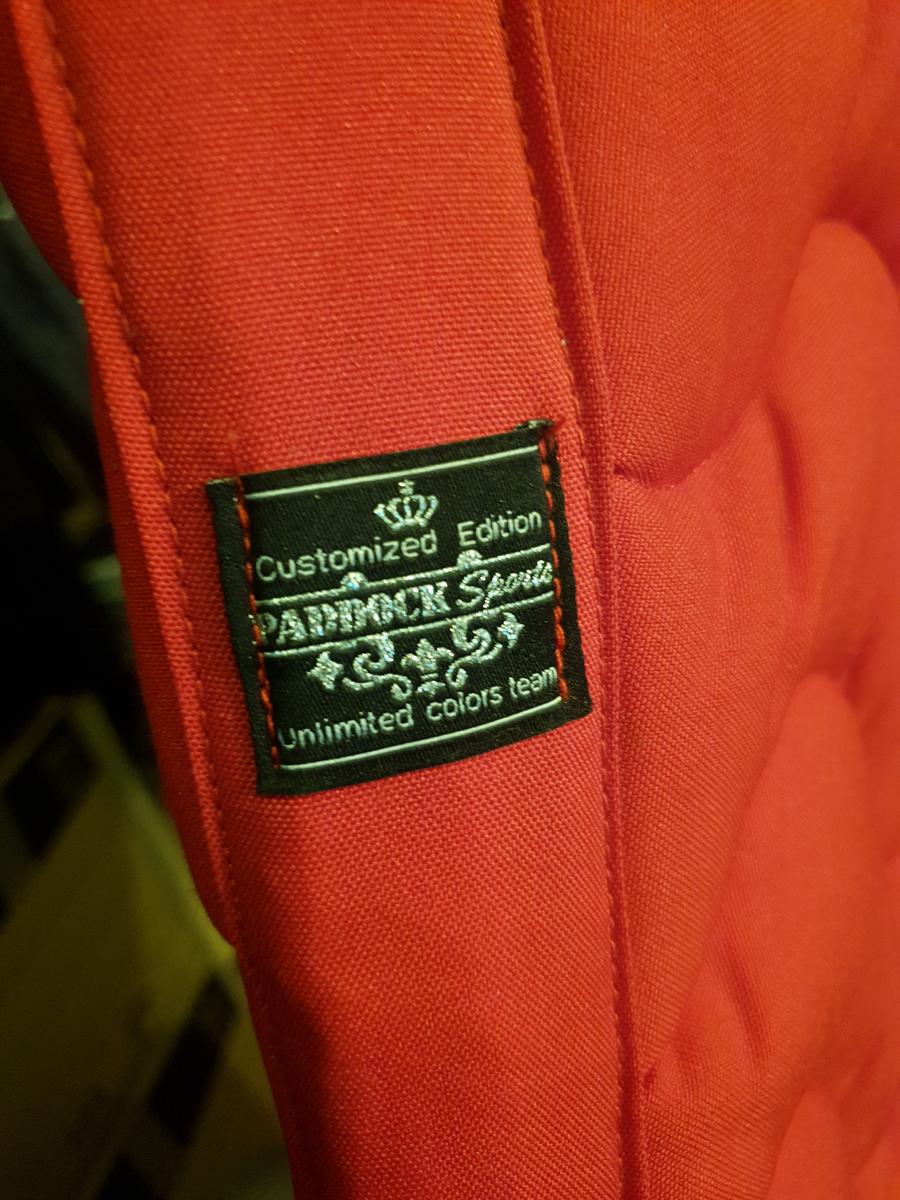 Customized Edition
PADDOCK Sports
Unlimited colors team